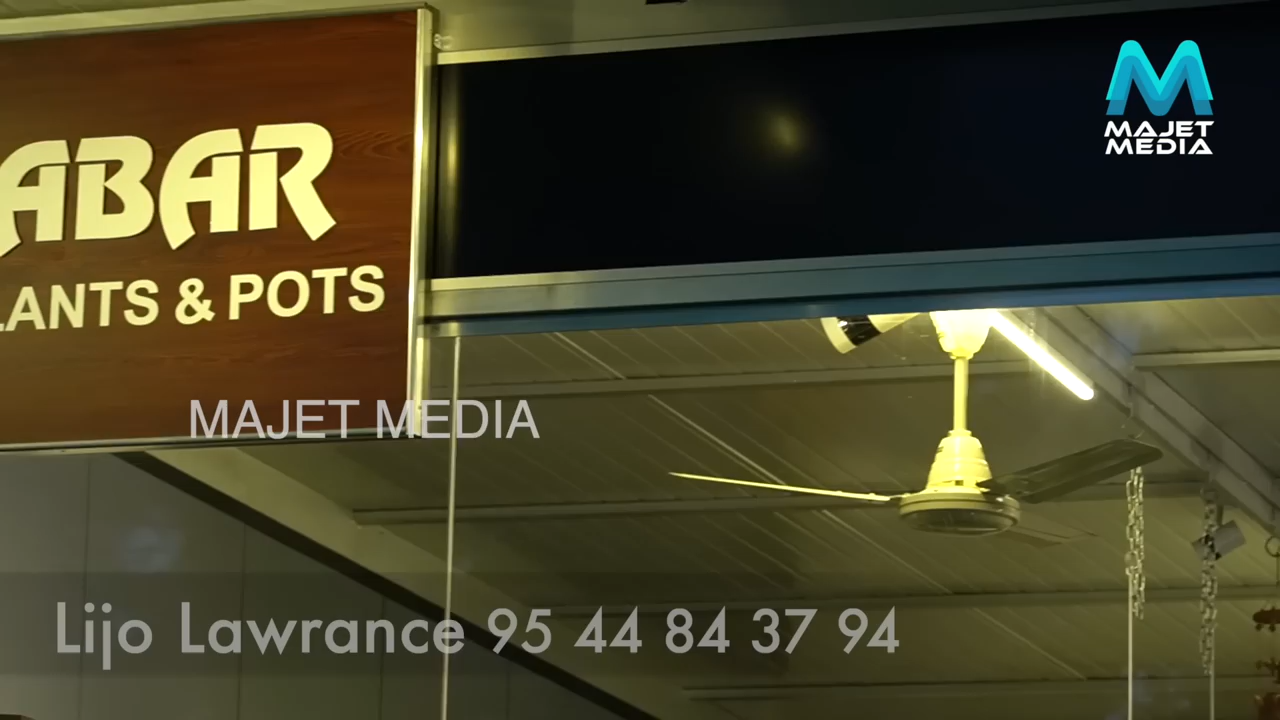 ABAR
LANTS & POTS
MAJET
MEDIA
MAJET MEDIA
Lijo Lawrance 95 44 84 37 94